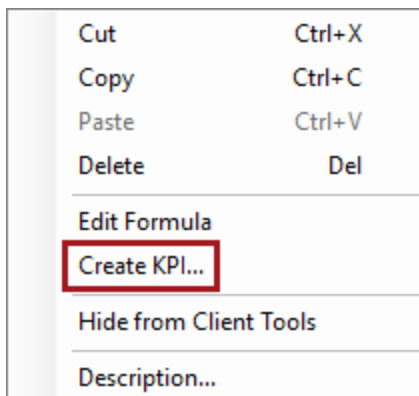 Cut Ctrl+X
Copy Ctrl+C
Paste Ctrl+V
Delete Del
Edit Formula
Create KPI...
Hide from Client Tools
Description...